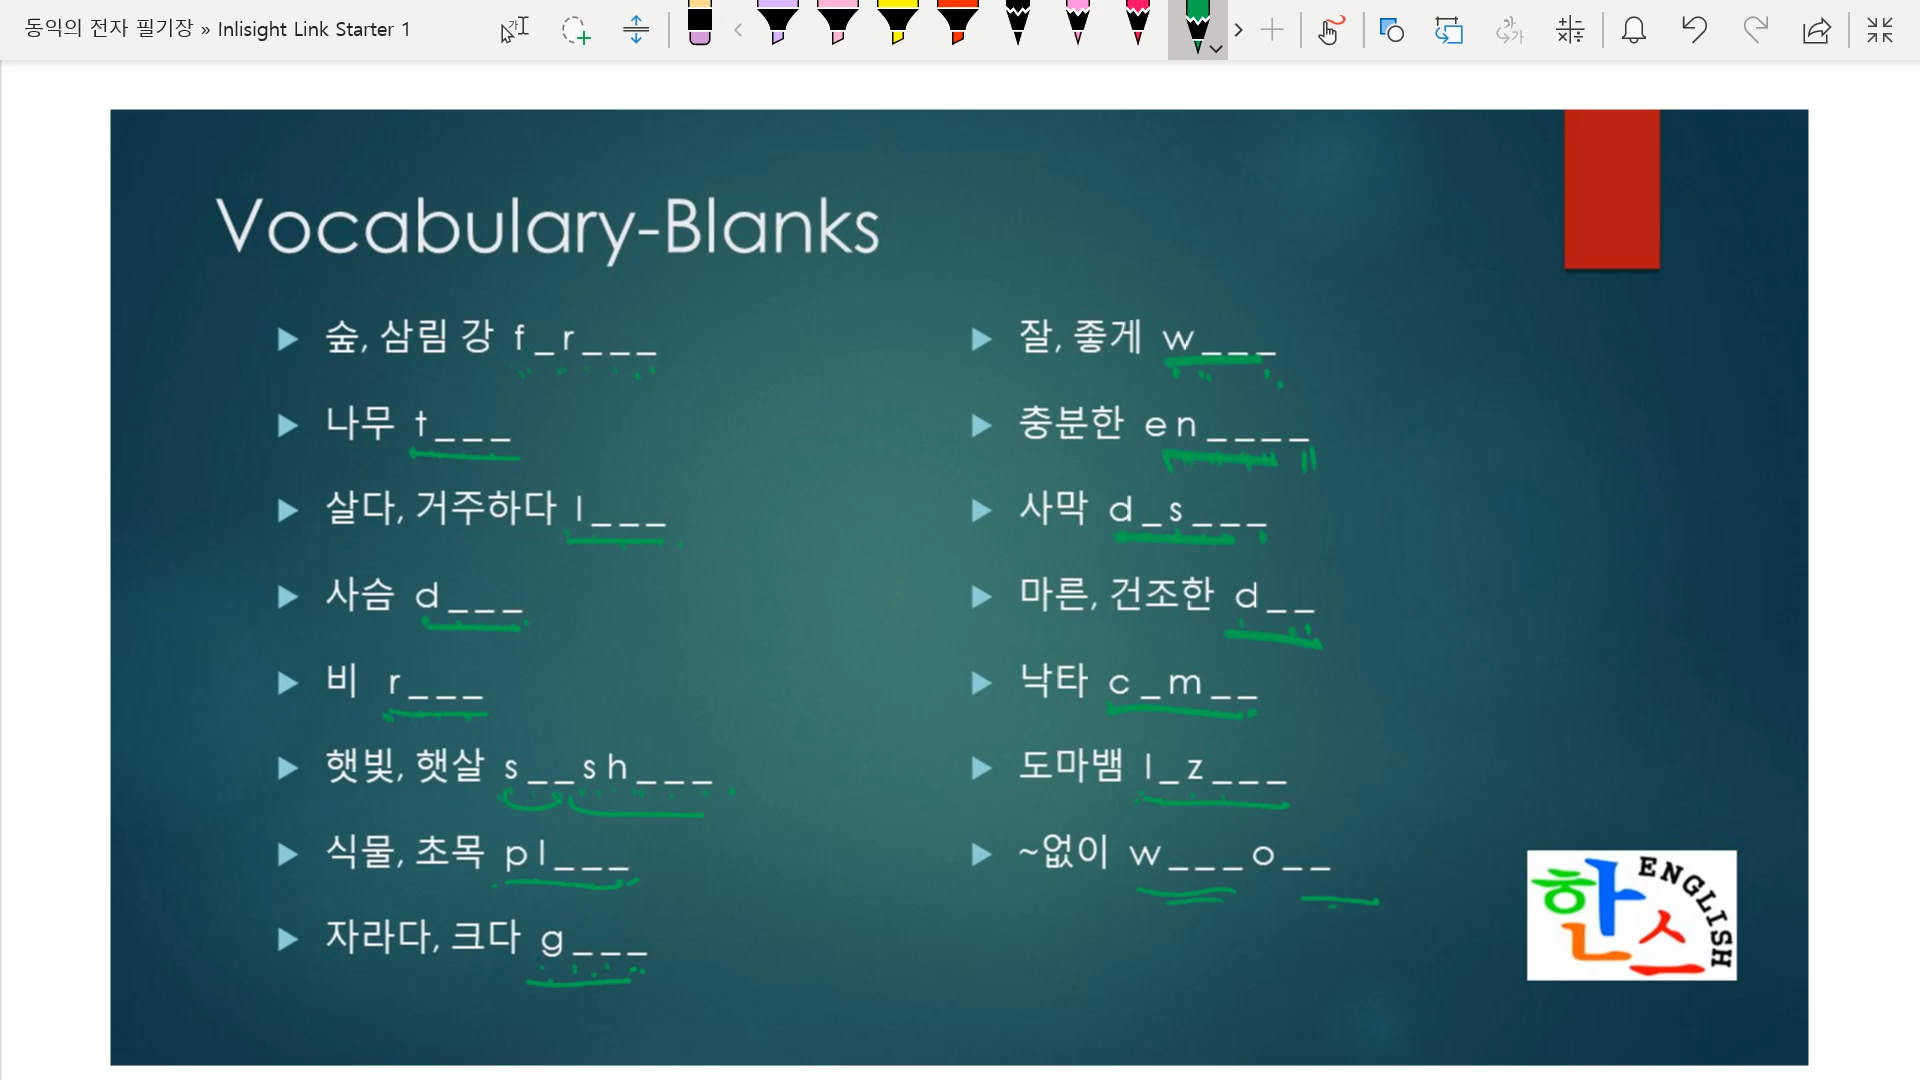 동익의 전자 필기장 » Inlisight Link Starter 1
Vocabulary-Blanks
숲, 삼림 강 f_r___
나무 t___
살다, 거주하다 l___
사슴 d___
비 r___
햇빛, 햇살 s__sh___
식물, 초목 pl___
자라다, 크다 g___
잘, 좋게 w___
충분한 en____
사막 d_s___
마른, 건조한 d__
낙타 c_m__
도마뱀 l_z___
~없이 w___o__
한스 ENGLISH